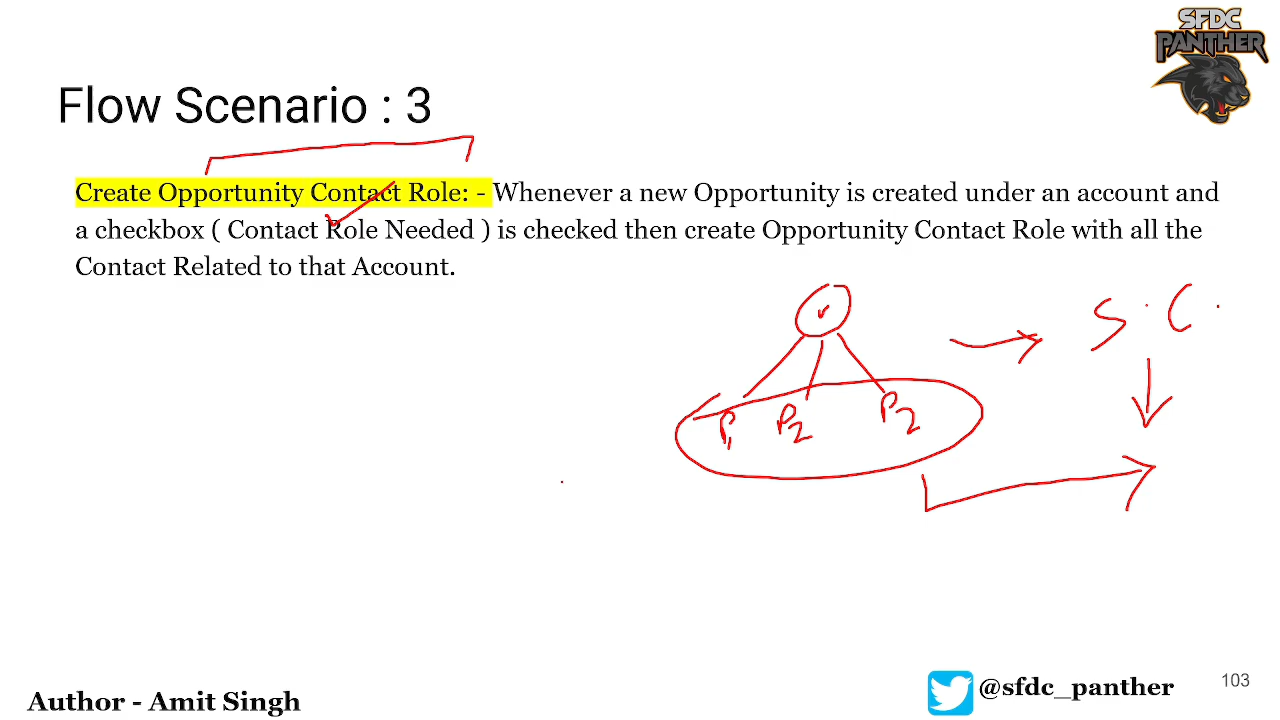 SFDC
PANTHER
Flow Scenario : 3
Create Opportunity Contact Role: - Whenever a new Opportunity is created under an account and
a checkbox ( Contact Role Needed ) is checked then create Opportunity Contact Role with all the
Contact Related to that Account.
S.C.
P1 P2 P2
Author - Amit Singh
@sfdc_panther
103